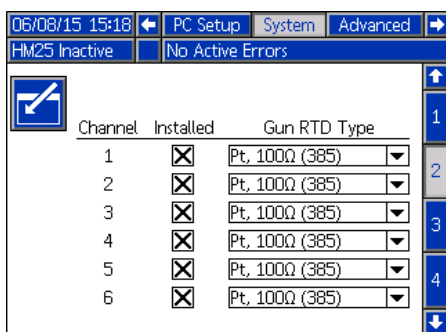 06/08/15 15:18 PC Setup System Advanced
HM25 Inactive No Active Errors
Channel Installed Gun RTD Type
1 Pt, 100Ω (385)
2 Pt, 100Ω (385)
3 Pt, 100Ω (385)
4 Pt, 100Ω (385)
5 Pt, 100Ω (385)
6 Pt, 100Ω (385)
1
2
3
4